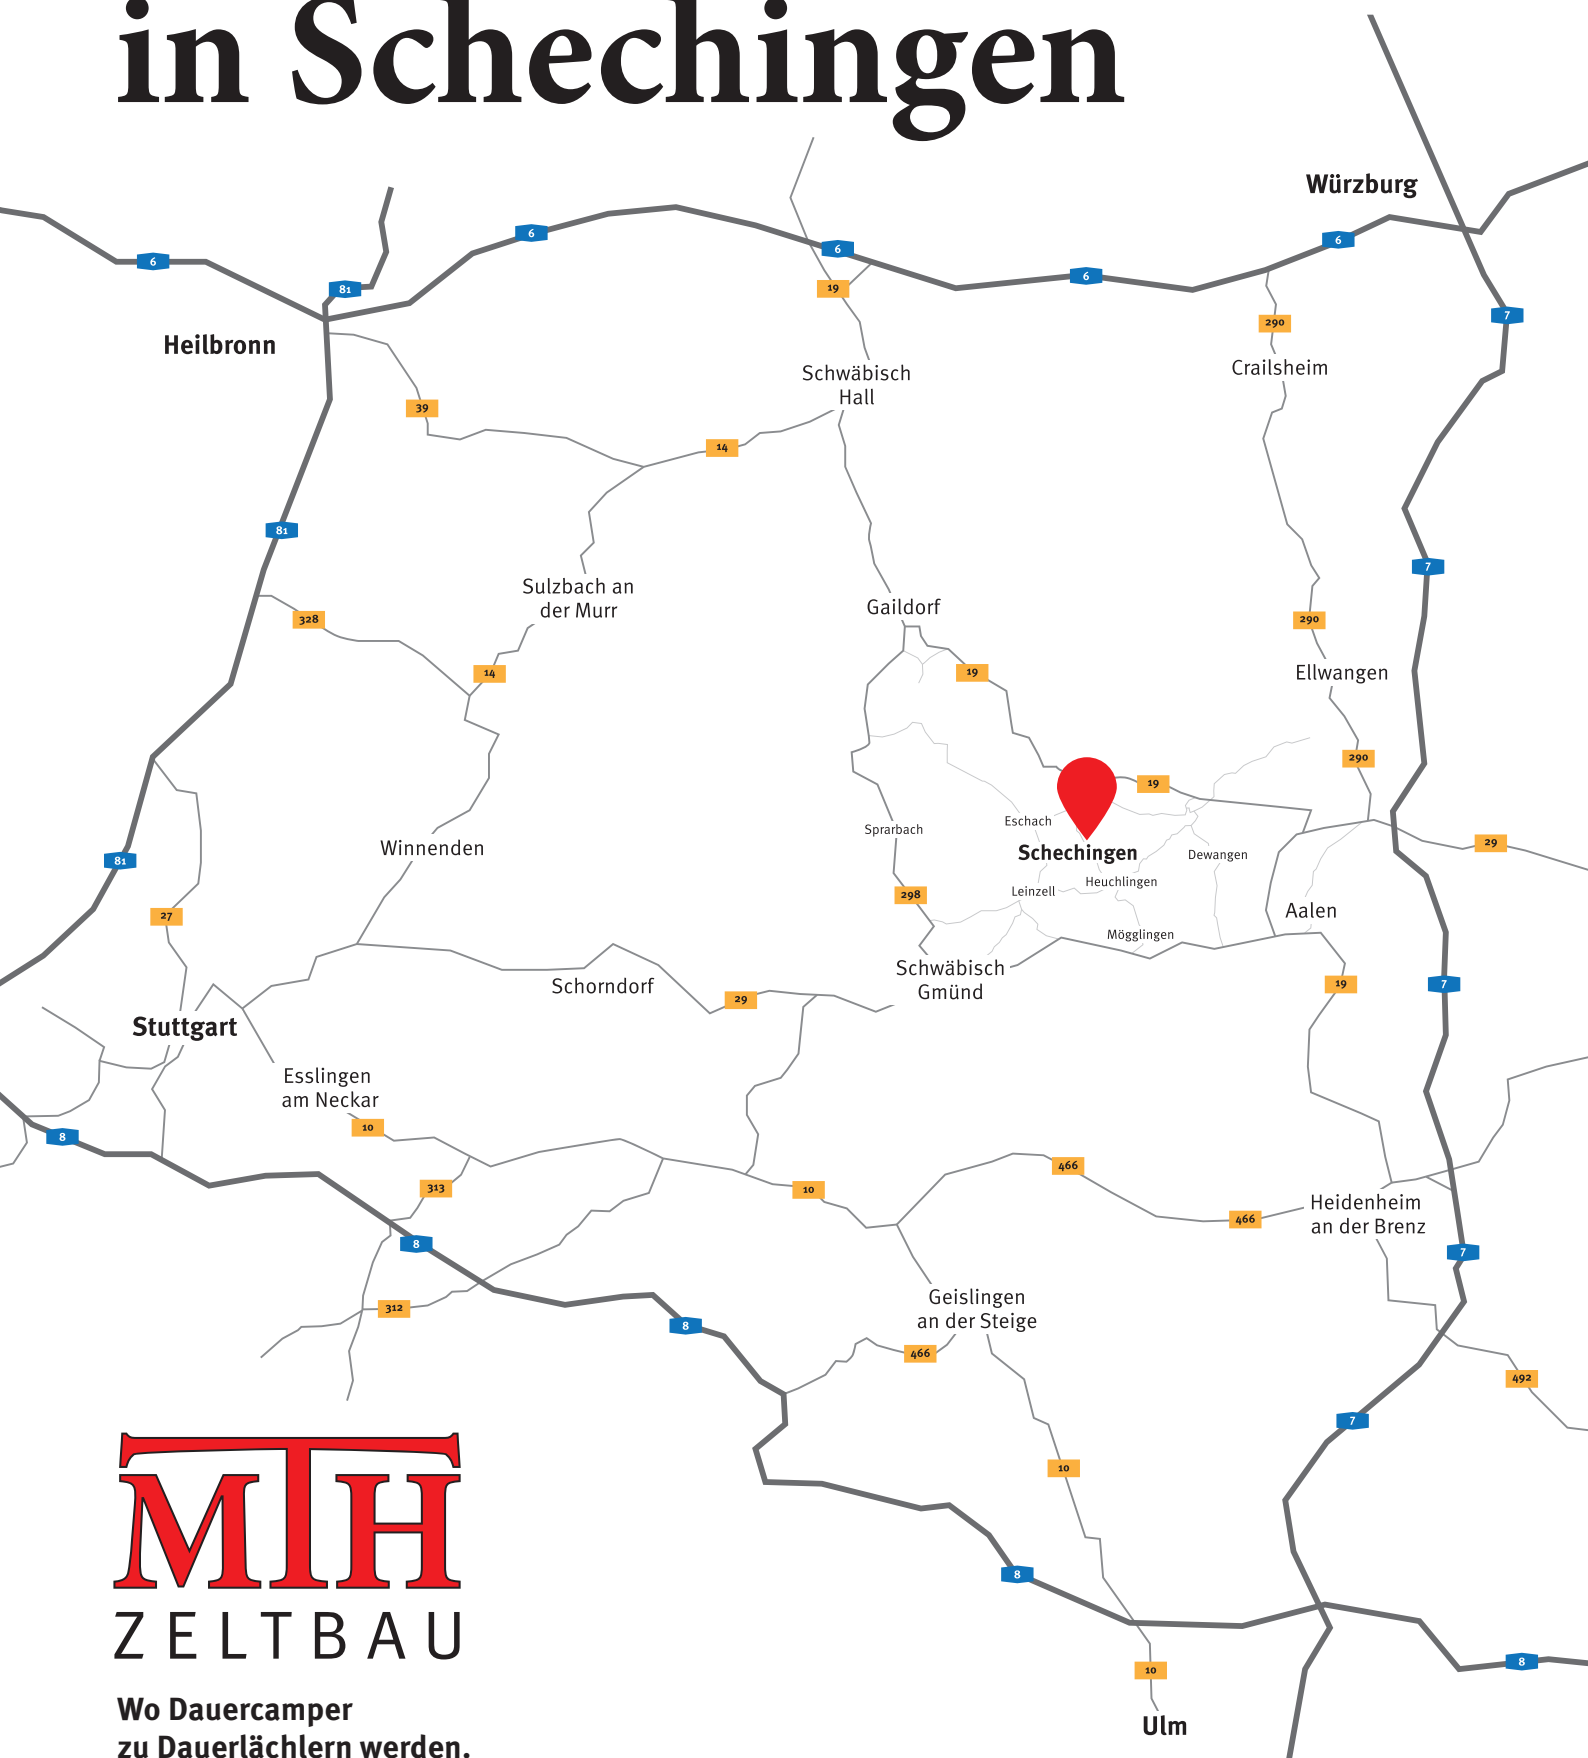 in Schechingen
Würzburg
6
6
6
6
6
81
19
7
290
Heilbronn
Schwäbisch
Hall
Crailsheim
39
14
81
7
Sulzbach an
der Murr
Gaildorf
328
290
14
19
Ellwangen
290
19
Eschach
Sprarbach
Winnenden
Schechingen
Dewangen
29
81
Heuchlingen
Leinzell
298
27
Aalen
Mögglingen
Schwäbisch
Gmünd
19
7
Schorndorf
29
Stuttgart
Esslingen
am Neckar
10
8
466
313
10
Heidenheim
an der Brenz
466
8
7
Geislingen
an der Steige
312
8
466
492
7
10
MTH
ZELTBAU
8
8
10
Wo Dauercamper
zu Dauerlächlern werden.
Ulm